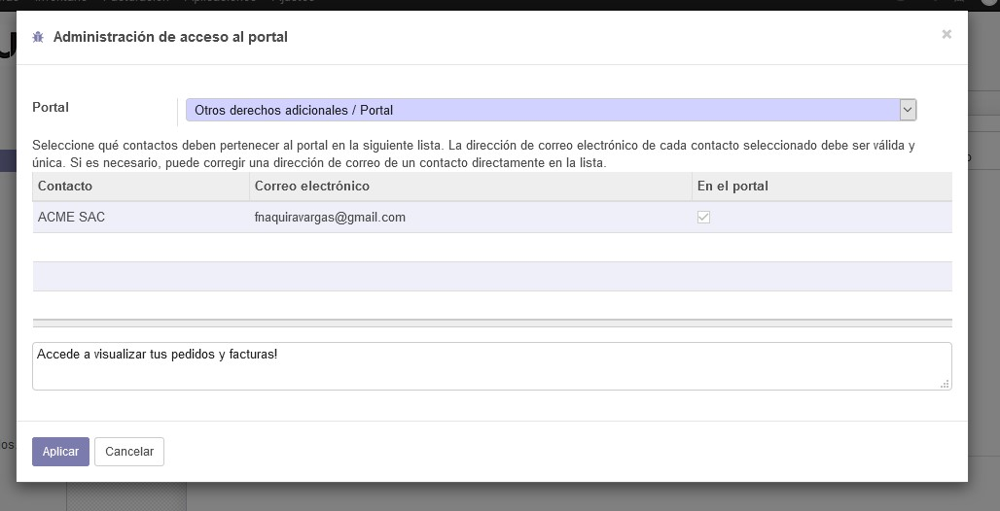 Administración de acceso al portal
Portal
Otros derechos adicionales / Portal
Seleccione qué contactos deben pertenecer al portal en la siguiente lista. La dirección de correo electrónico de cada contacto seleccionado debe ser válida y
única. Si es necesario, puede corregir una dirección de correo de un contacto directamente en la lista.
Contacto Correo electrónico En el portal
ACME SAC fnaquiravargas@gmail.com
Accede a visualizar tus pedidos y facturas!
Aplicar Cancelar